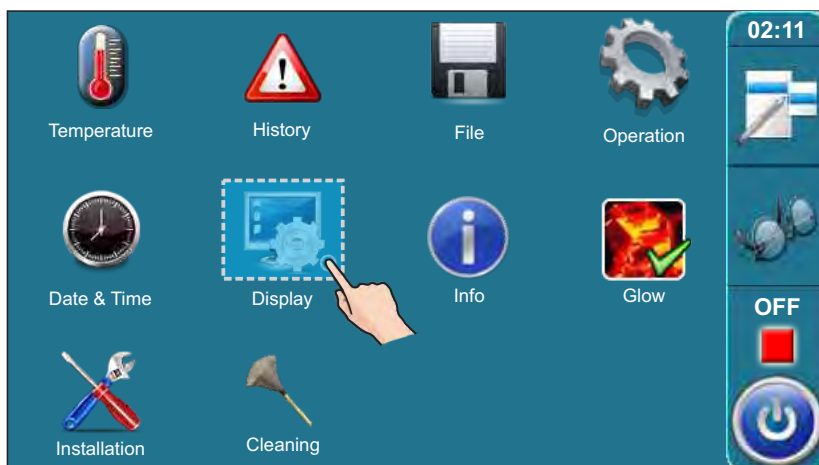 02:11
Temperature
History
File
Operation
Date & Time
Display
Info
Glow
OFF
Installation
Cleaning